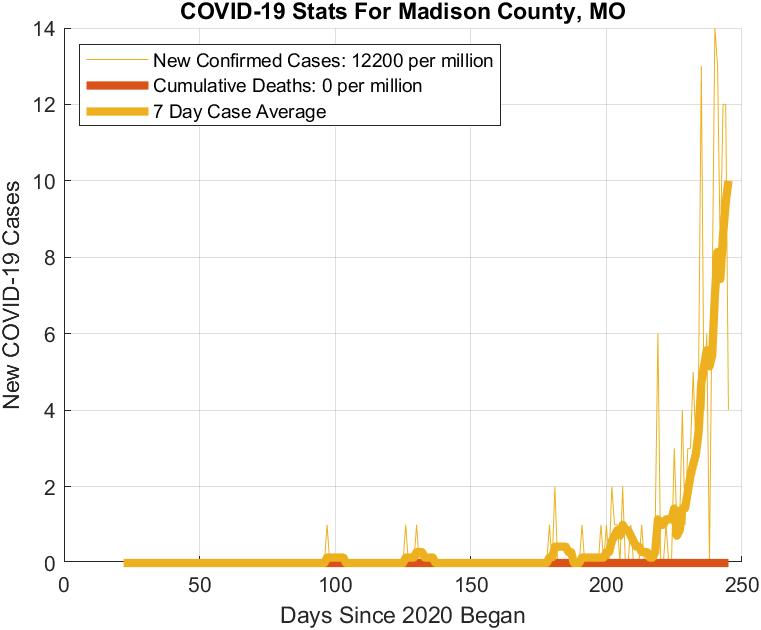 COVID-19 Stats For Madison County, MO
New Confirmed Cases: 12200 per million
Cumulative Deaths: 0 per million
7 Day Case Average
New COVID-19 Cases
14
12
10
8
6
4
2
0
0 50 100 150 200 250
Days Since 2020 Began